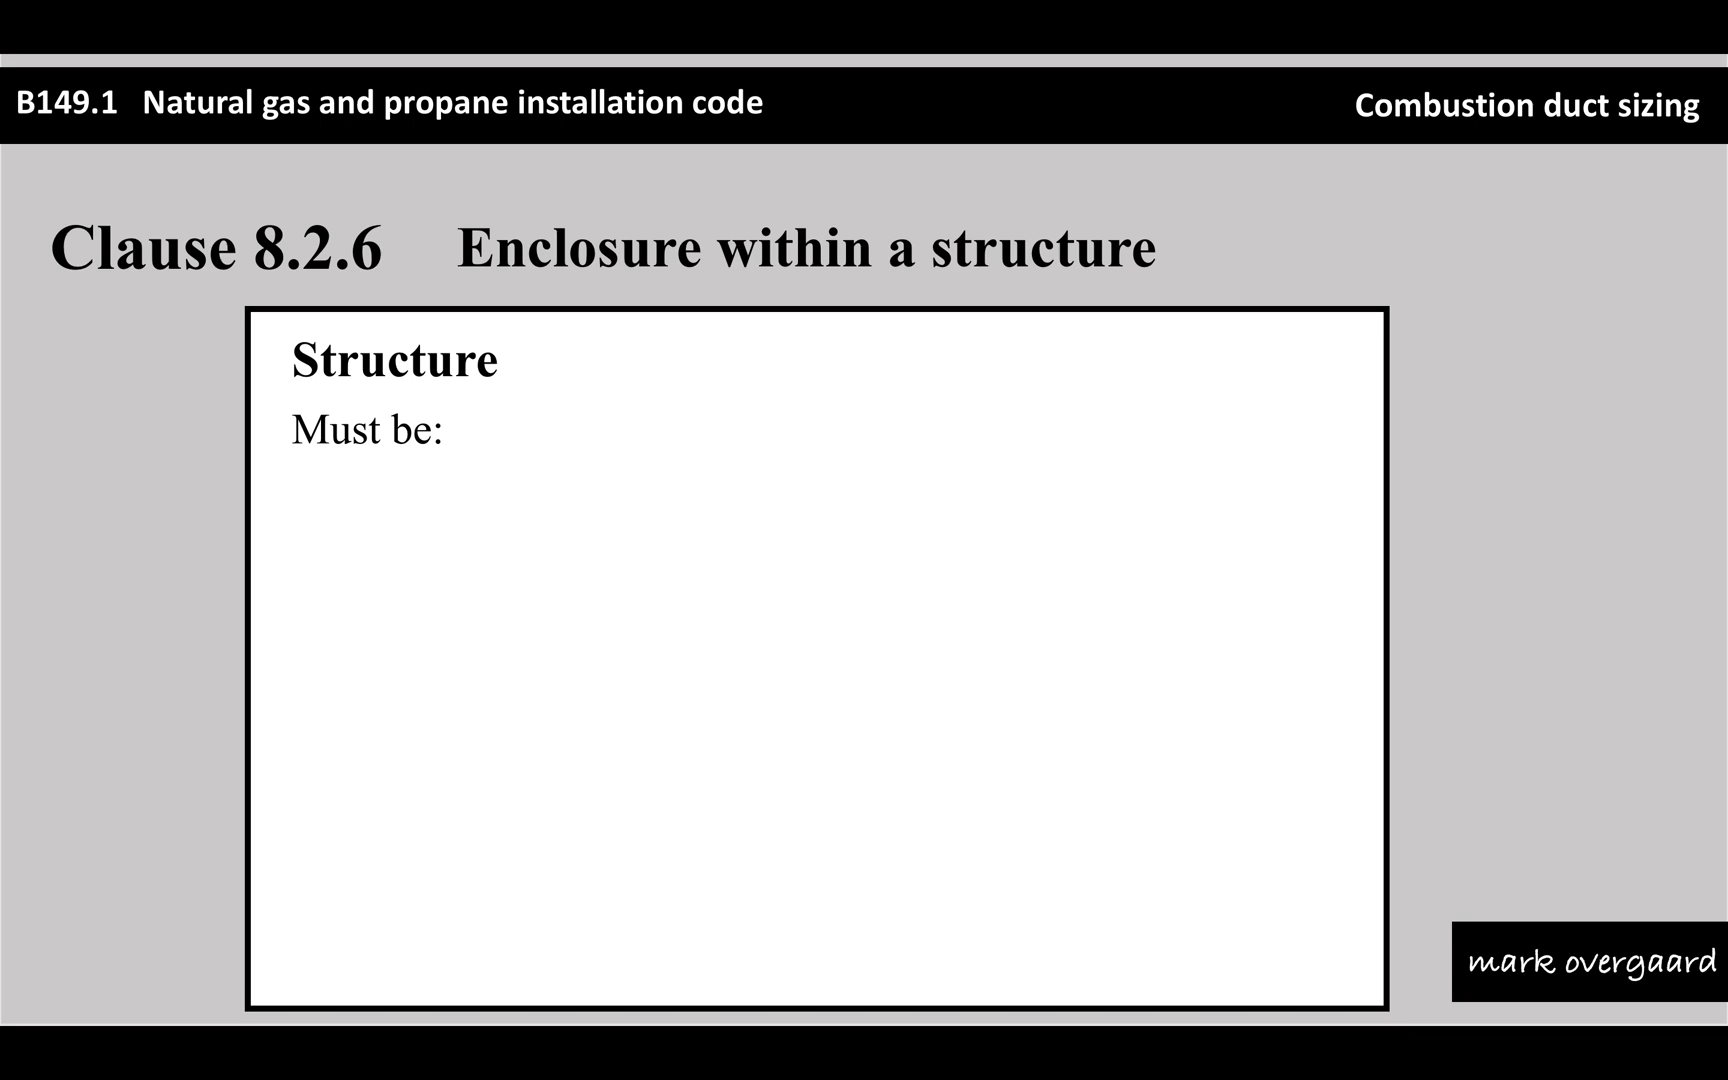 B149.1 Natural gas and propane installation code
Combustion duct sizing
Clause 8.2.6 Enclosure within a structure
Structure
Must be:
mark overgaard